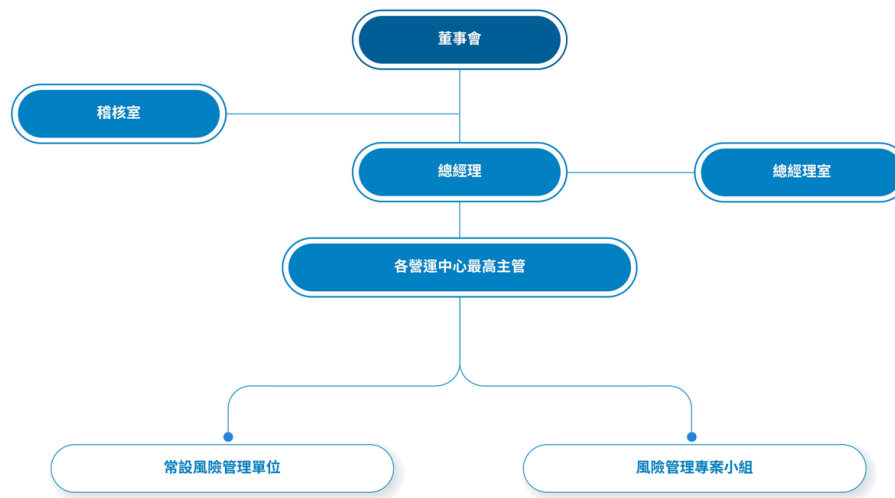 董事會
稽核室
總經理
總經理室
各營運中心最高主管
常設風險管理單位
風險管理專案小組